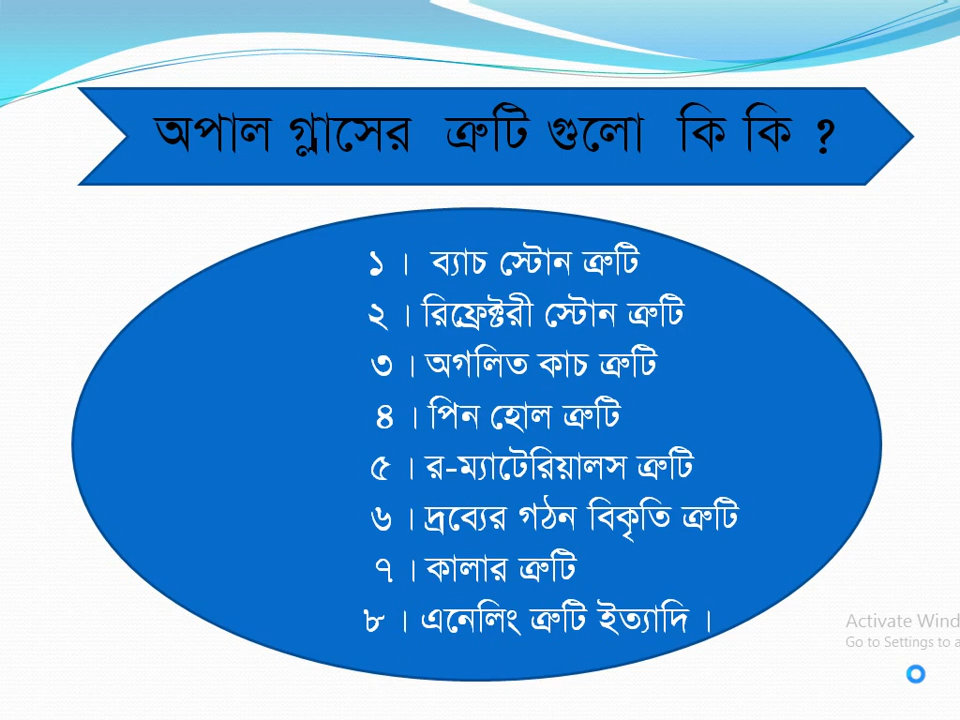 অপাল গ্লাসের ত্রুটি গুলো কি কি ?
১ । ব্যাচ স্টোন ত্রুটি
২ । রিফ্রেক্টরী স্টোন ত্রুটি
৩ । অগলিত কাচ ত্রুটি
৪ । পিন হোল ত্রুটি
৫ । র-ম্যাটেরিয়ালস ত্রুটি
৬ । দ্রব্যের গঠন বিকৃতি ত্রুটি
৭ । কালার ত্রুটি
৮ । এনেলিং ত্রুটি ইত্যাদি ।
Activate Wind
Go to Settings to a